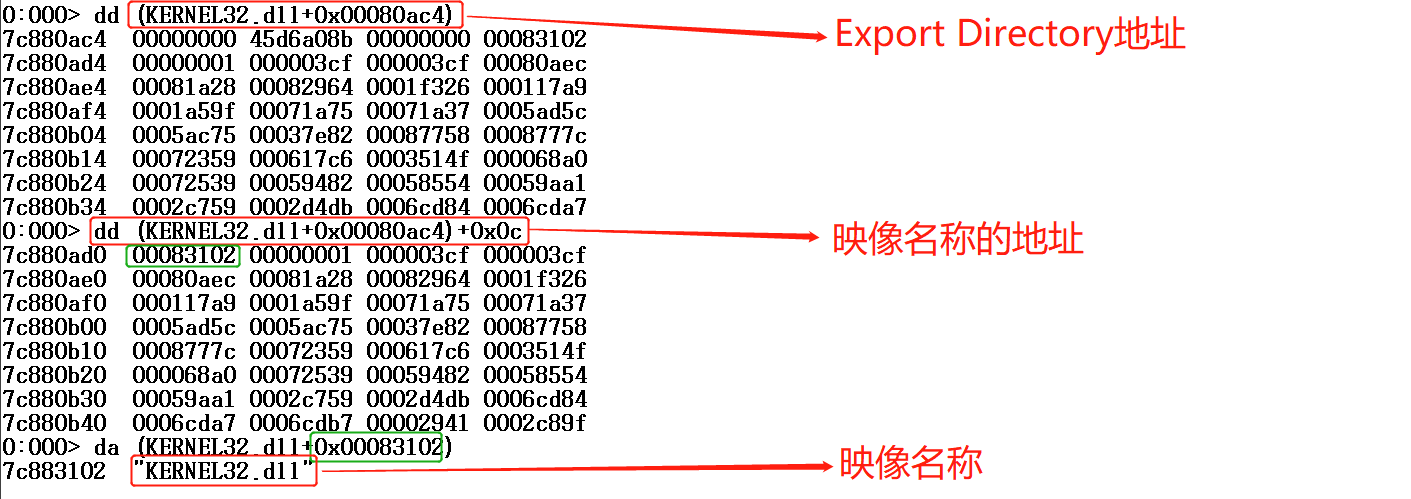 0:000> dd (KERNEL32.dll+0x00080ac4)
Export Directory地址
7c880ac4 00000000 45d6a08b 00000000 00083102
7c880ad4 00000001 000003cf 000003cf 00080aec
7c880ae4 00081a28 00082964 0001f326 000117a9
7c880af4 0001a59f 00071a75 00071a37 0005ad5c
7c880b04 0005ac75 00037e82 00087758 0008777c
7c880b14 00072359 000617c6 0003514f 000068a0
7c880b24 00072539 00059482 00058554 00059aa1
7c880b34 0002c759 0002d4db 0006cd84 0006cda7
0:000> dd (KERNEL32.dll+0x00080ac4)+0x0c
映像名称的地址
7c880ad0 00083102 00000001 000003cf 000003cf
7c880ae0 00080aec 00081a28 00082964 0001f326
7c880af0 000117a9 0001a59f 00071a75 00071a37
7c880b00 0005ad5c 0005ac75 00037e82 00087758
7c880b10 0008777c 00072359 000617c6 0003514f
7c880b20 000068a0 00072539 00059482 00058554
7c880b30 00059aa1 0002c759 0002d4db 0006cd84
7c880b40 0006cda7 0006cdb7 00002941 0002c89f
0:000> da (KERNEL32.dll+0x00083102)
7c883102 "KERNEL32.dll"
映像名称